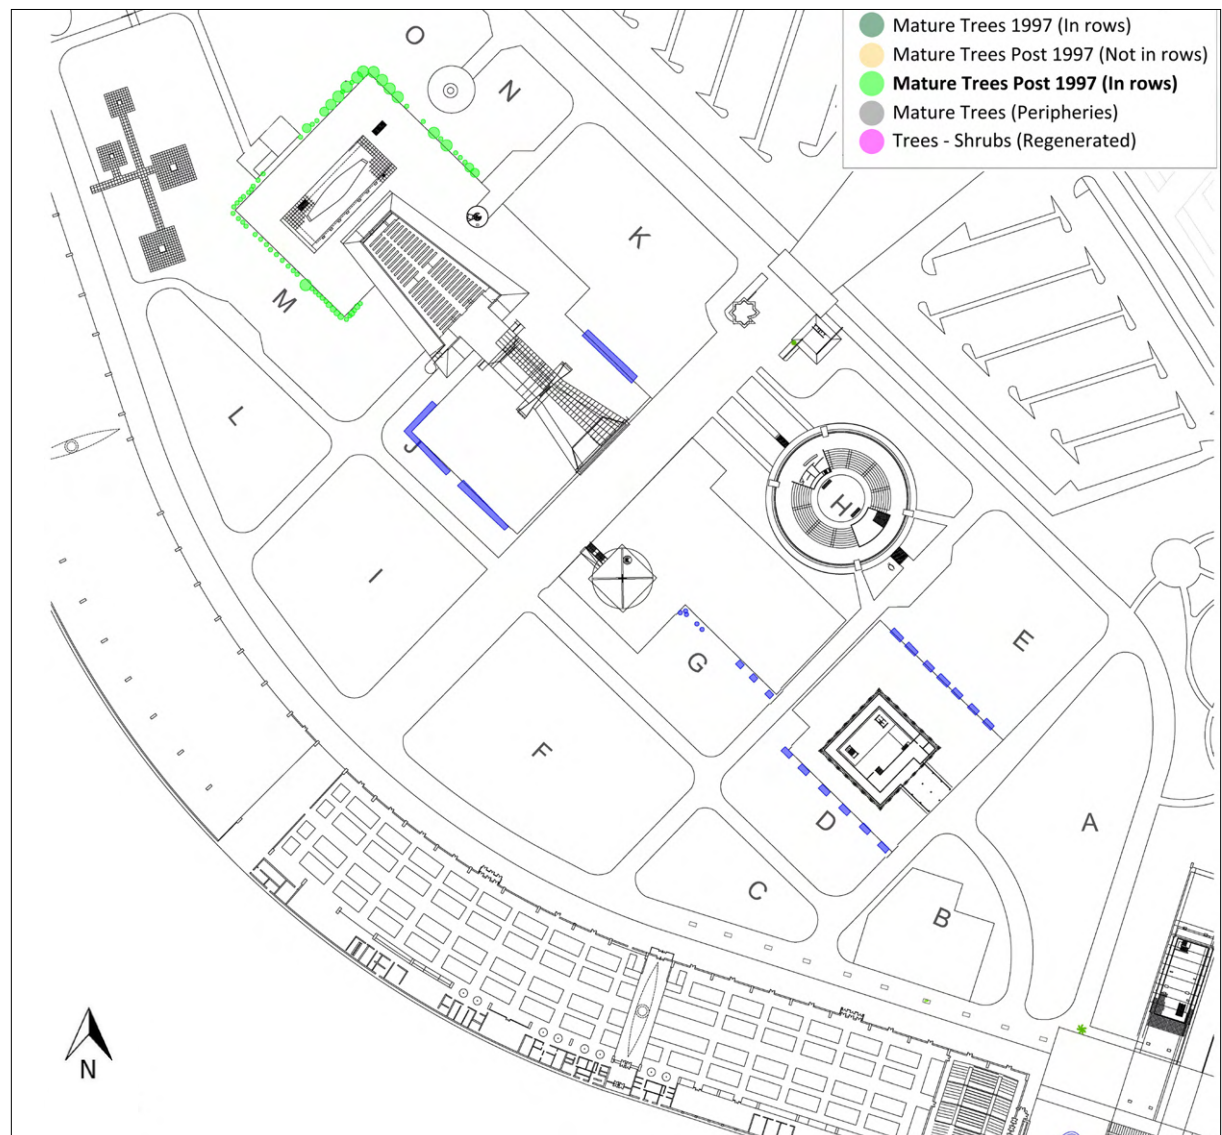 Mature Trees 1997 (In rows)
Mature Trees Post 1997 (Not in rows)
Mature Trees Post 1997 (In rows)
Mature Trees (Peripheries)
Trees - Shrubs (Regenerated)
O
N
K
M
L
J
H
I
E
G
F
A
D
C
B
N